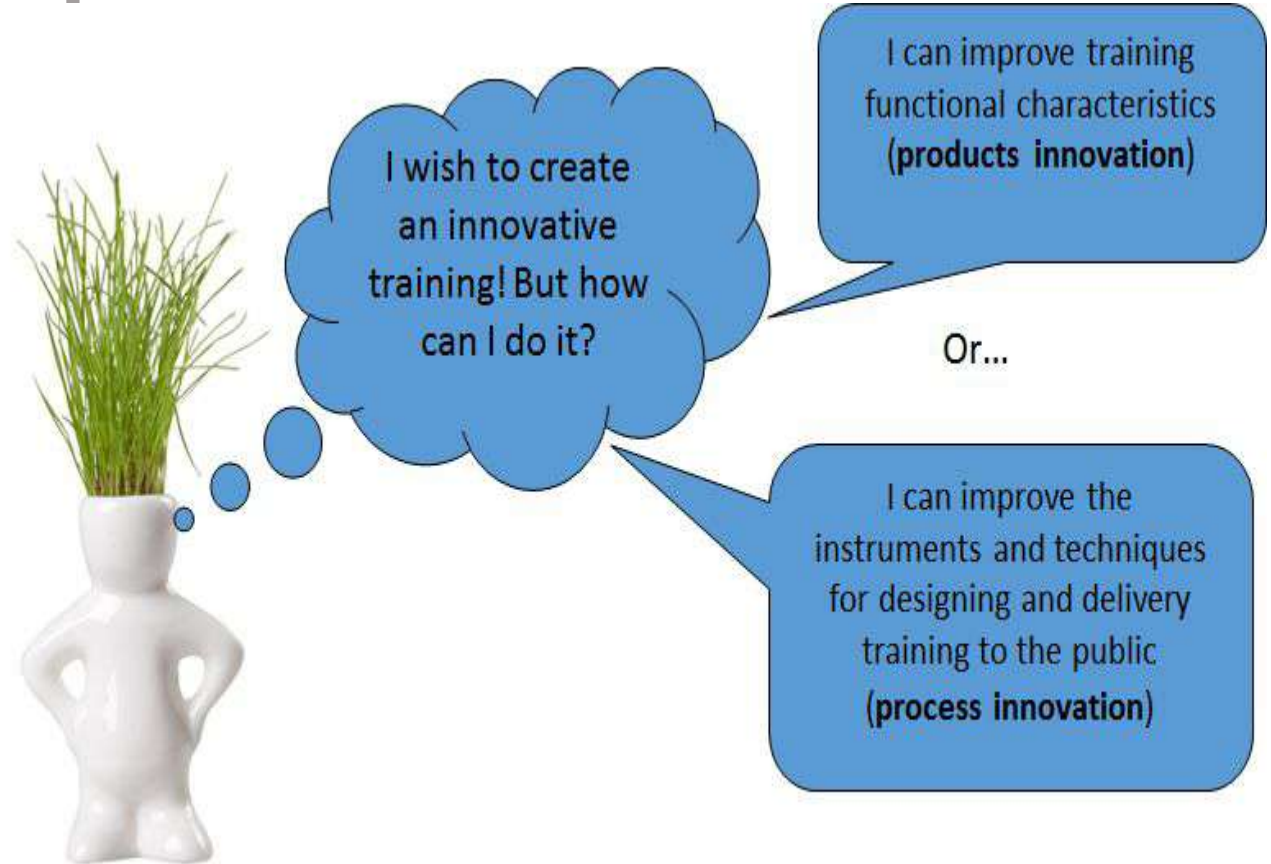 I wish to create
an innovative
training! But how
can I do it?
I can improve training
functional characteristics
(products innovation)
Or...
I can improve the
instruments and techniques
for designing and delivery
training to the public
(process innovation)